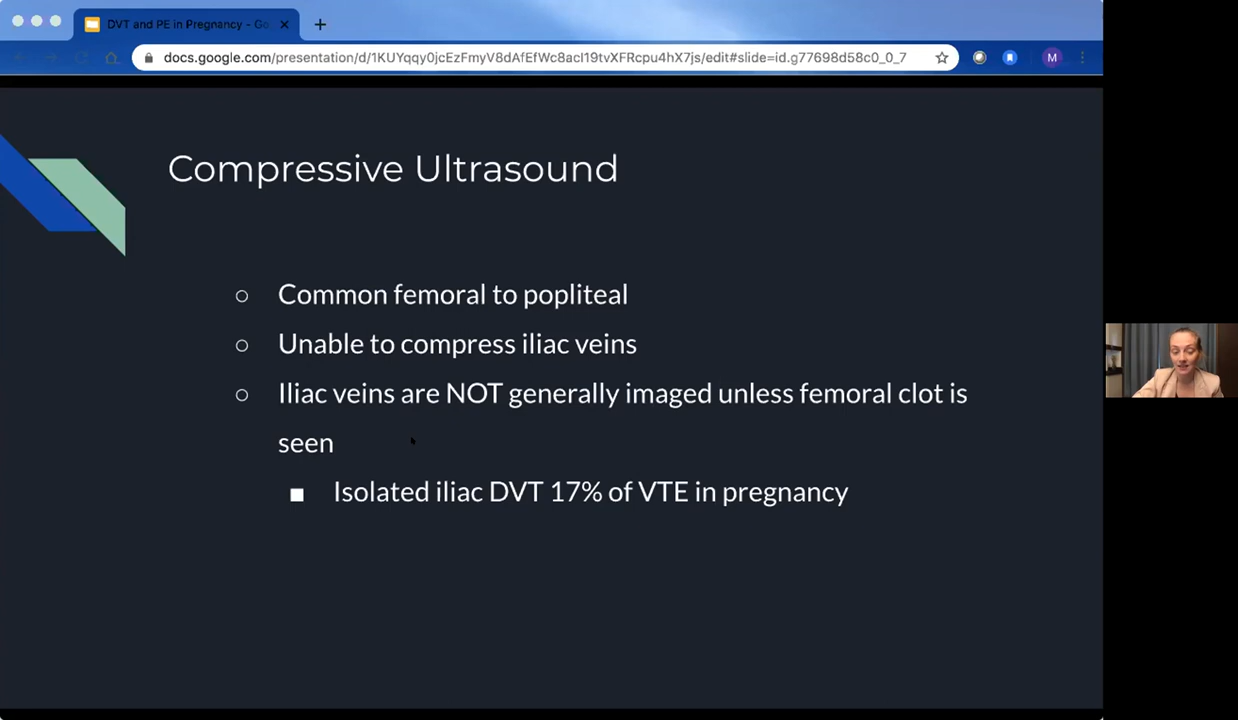 DVT and PE in Pregnancy - Go
docs.google.com/presentation/d/1KUYqqy0jcEzFmyV8dAfEfWc8acI19tvXFRcpu4hX7js/edit#slide=id.g77698d58c0_0_7
M
Compressive Ultrasound
Common femoral to popliteal
Unable to compress iliac veins
Iliac veins are NOT generally imaged unless femoral clot is
seen
Isolated iliac DVT 17% of VTE in pregnancy